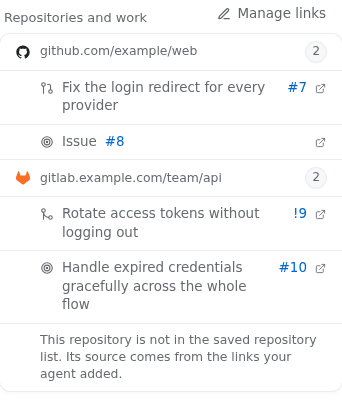 Repositories and work
Manage links
github.com/example/web 2
Fix the login redirect for every #7
provider
Issue #8
gitlab.example.com/team/api 2
Rotate access tokens without !9
logging out
Handle expired credentials #10
gracefully across the whole
flow
This repository is not in the saved repository
list. Its source comes from the links your
agent added.